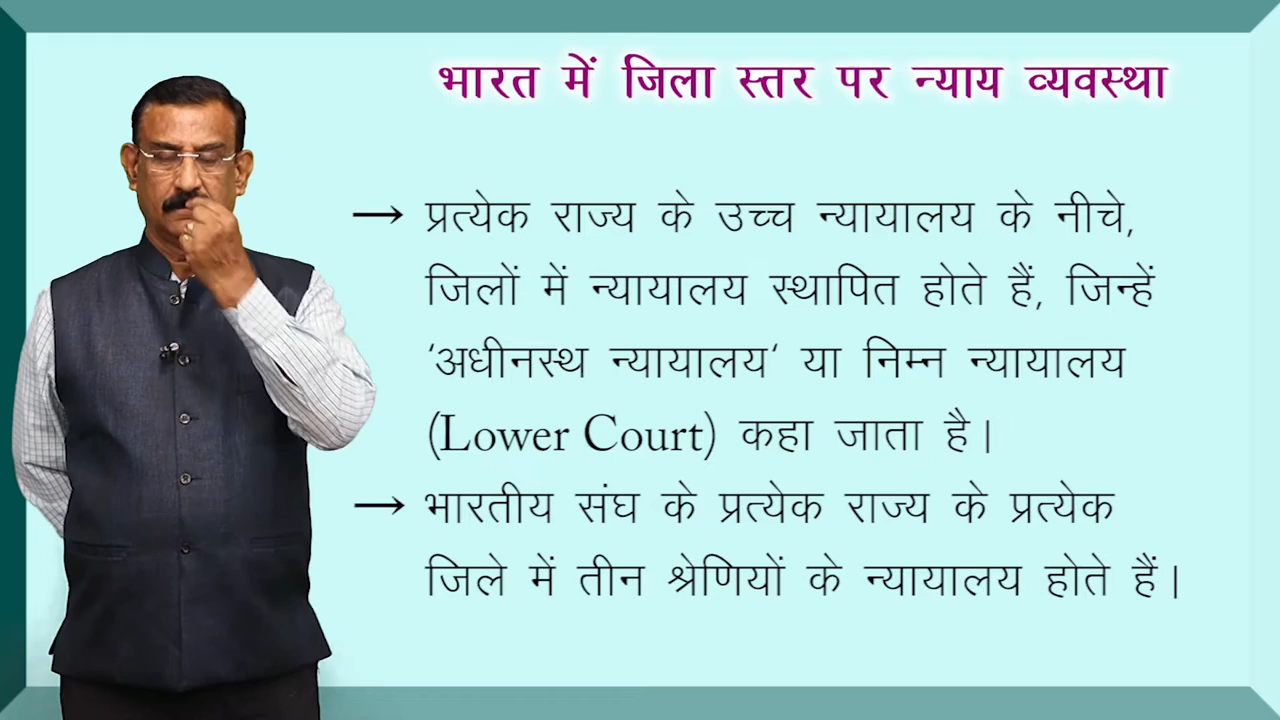 भारत में जिला स्तर पर न्याय व्यवस्था
→ प्रत्येक राज्य के उच्च न्यायालय के नीचे,
जिलों में न्यायालय स्थापित होते हैं, जिन्हें
‘अधीनस्थ न्यायालय‘ या निम्न न्यायालय
(Lower Court) कहा जाता है।
→ भारतीय संघ के प्रत्येक राज्य के प्रत्येक
जिले में तीन श्रेणियों के न्यायालय होते हैं।